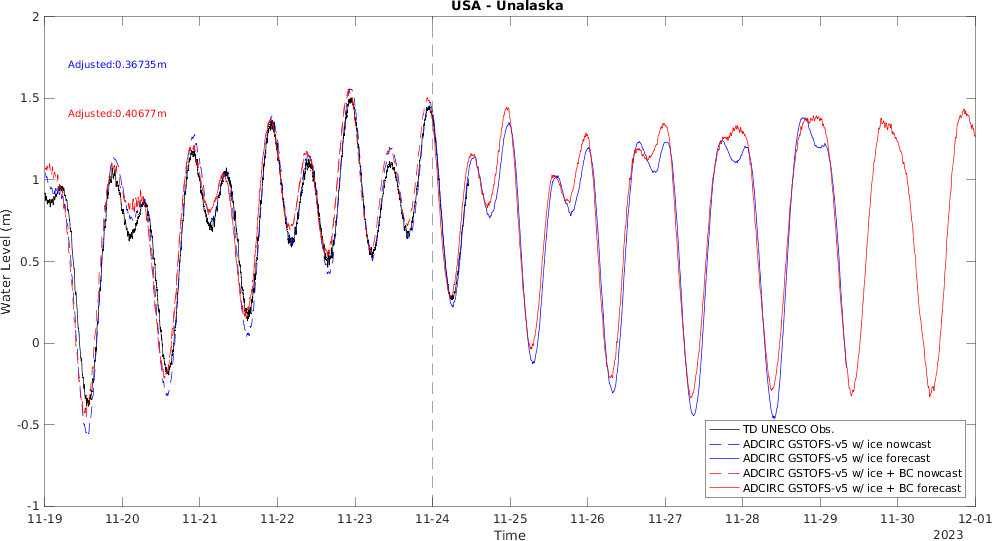 USA - Unalaska
Adjusted:0.36735m
Adjusted:0.40677m
Water Level (m)
2
1.5
1
0.5
0
-0.5
-1
TD UNESCO Obs.
ADCIRC GSTOFS-v5 w/ ice nowcast
ADCIRC GSTOFS-v5 w/ ice forecast
ADCIRC GSTOFS-v5 w/ ice + BC nowcast
ADCIRC GSTOFS-v5 w/ ice + BC forecast
11-19 11-20 11-21 11-22 11-23 11-24 11-25 11-26 11-27 11-28 11-29 11-30 12-01
Time
2023